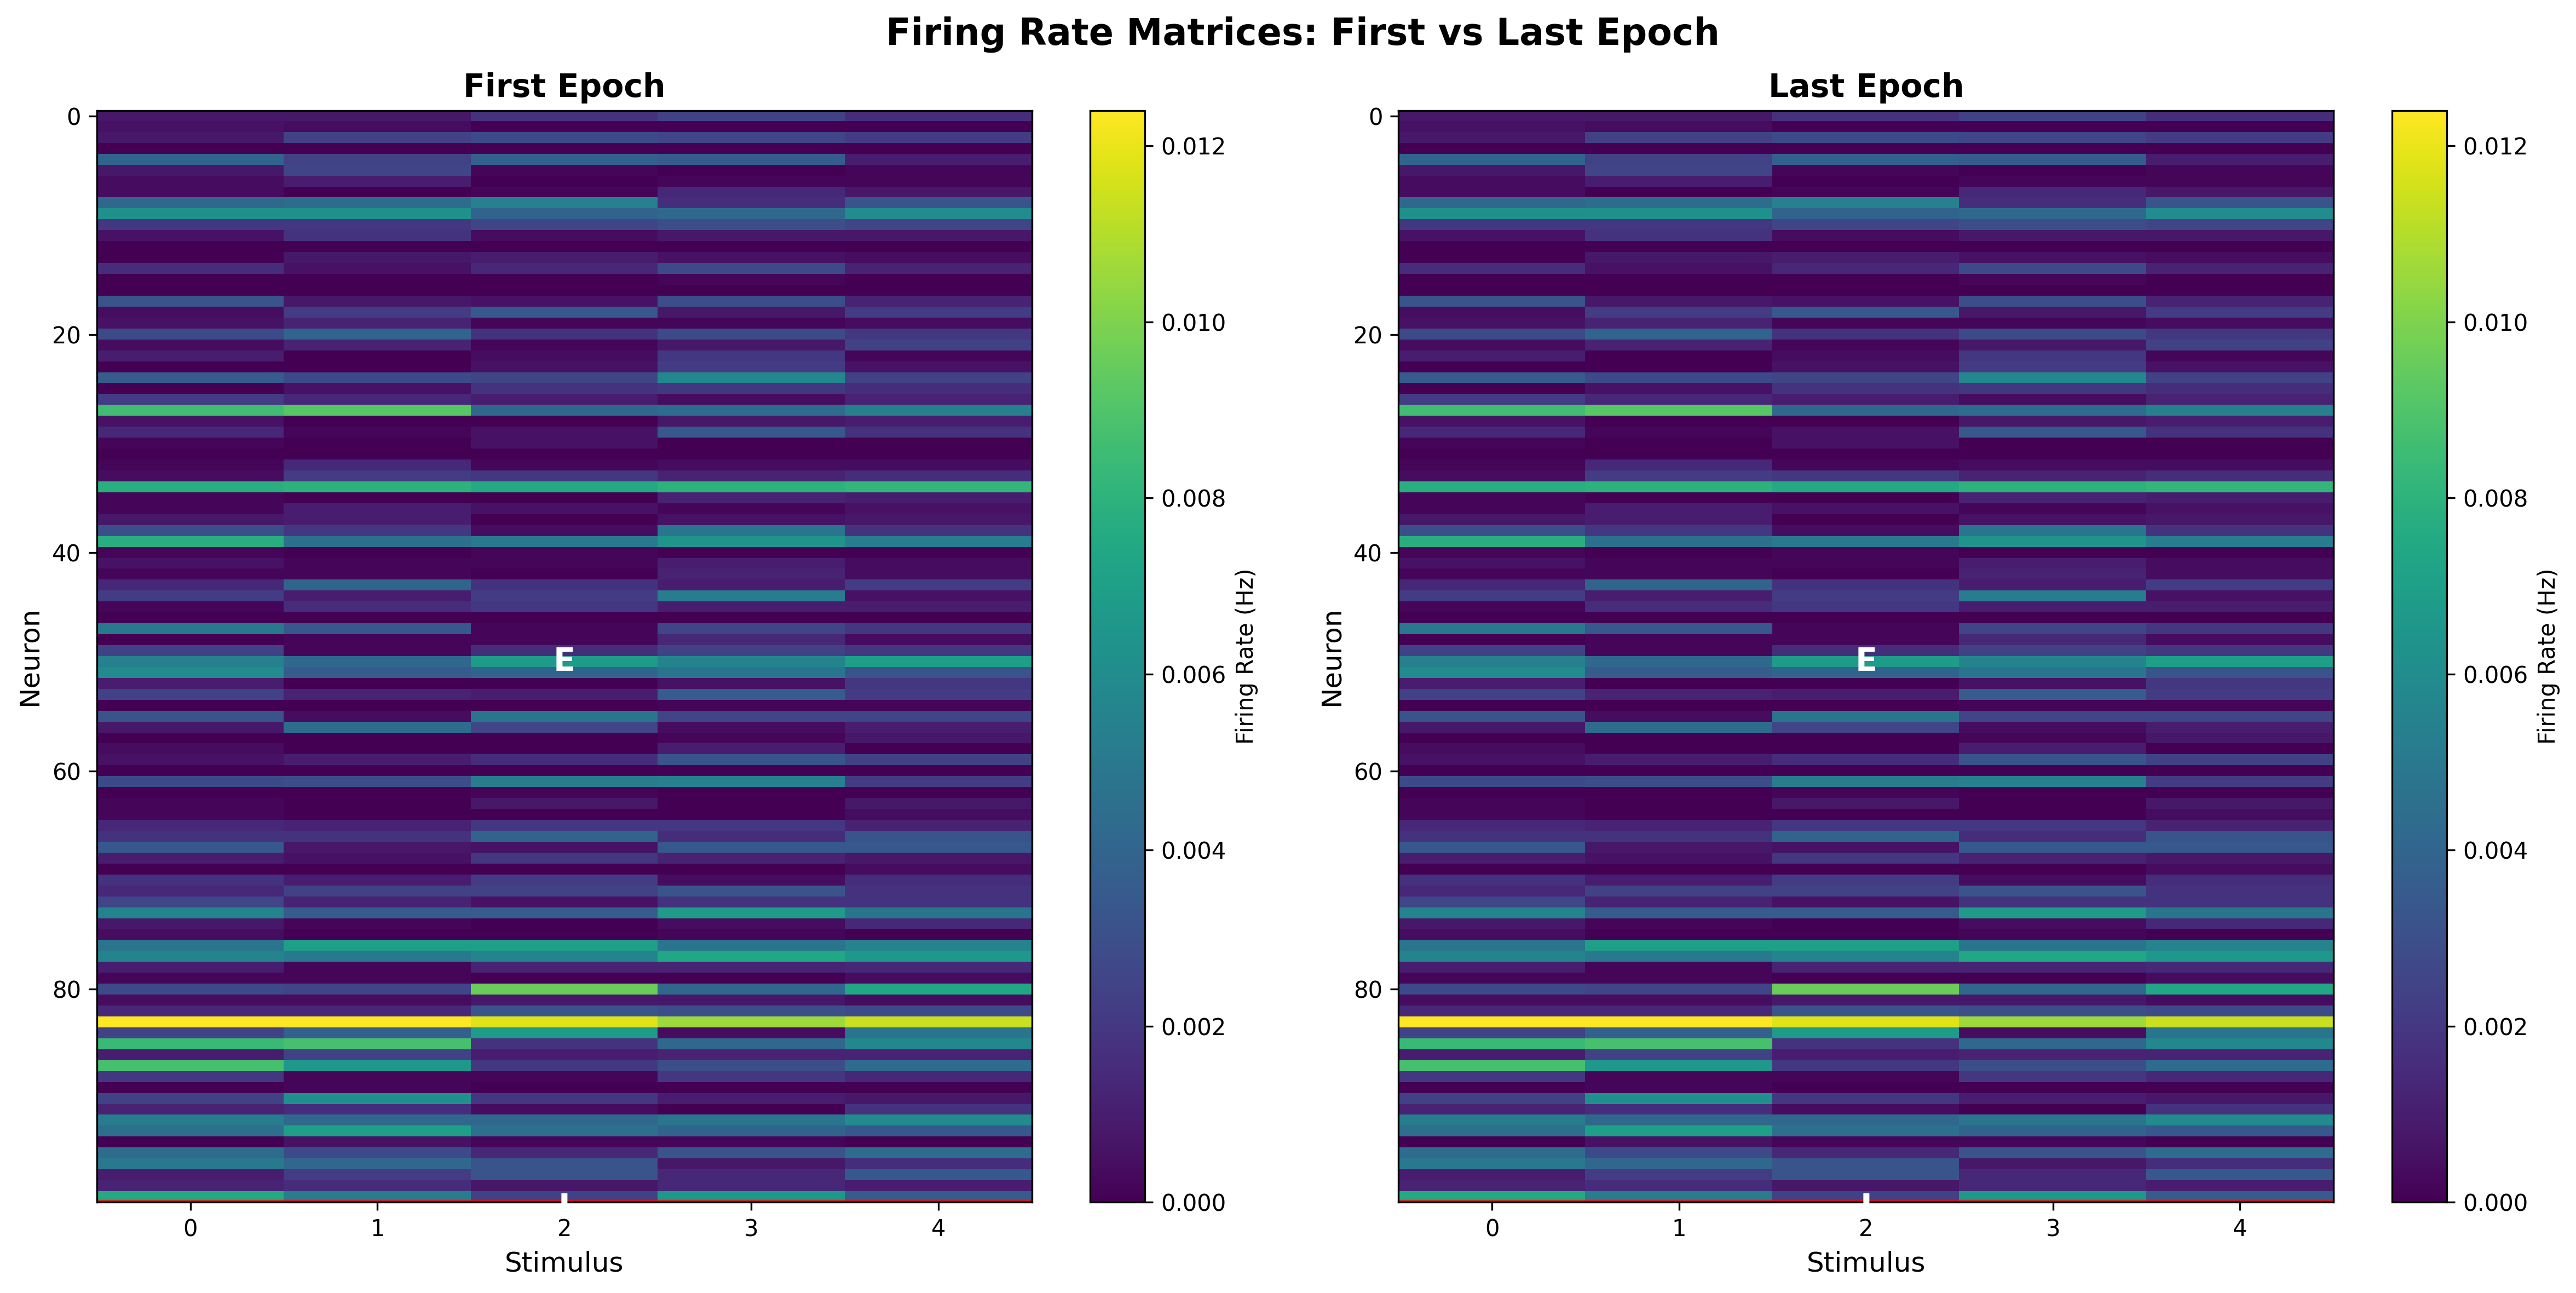 Firing Rate Matrices: First vs Last Epoch
First Epoch
0
20
40
60
80
Neuron
E
0 1 2 3 4
Stimulus
0.012
0.010
0.008
0.006
0.004
0.002
0.000
Firing Rate (Hz)
Last Epoch
0
20
40
60
80
Neuron
E
0 1 2 3 4
Stimulus
0.012
0.010
0.008
0.006
0.004
0.002
0.000
Firing Rate (Hz)